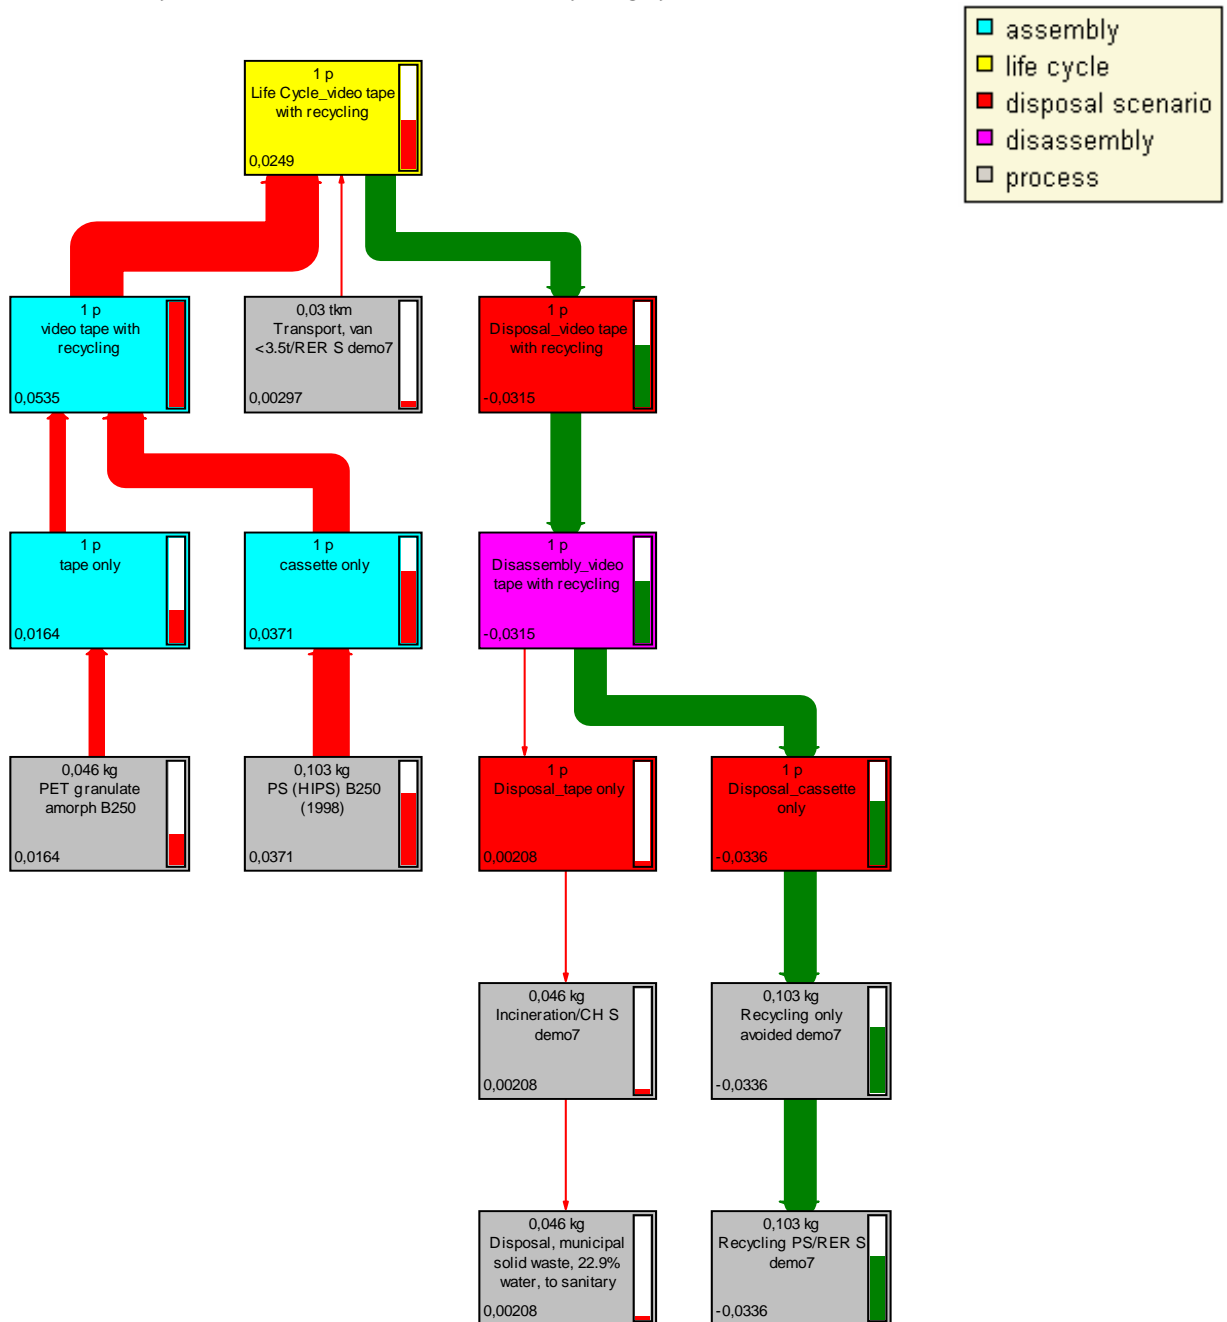 assembly
life cycle
disposal scenario
disassembly
process
1 p
Life Cycle_video tape
with recycling
0,0249
1 p
video tape with
recycling
0,0535
0,03 tkm
Transport, van
<3.5t/RER S demo7
0,00297
1 p
Disposal_video tape
with recycling
-0,0315
1 p
tape only
0,0164
1 p
cassette only
0,0371
1 p
Disassembly_video
tape with recycling
-0,0315
0,046 kg
PET granulate
amorph B250
0,0164
0,103 kg
PS (HIPS) B250
(1998)
0,0371
1 p
Disposal_tape only
0,00208
1 p
Disposal_cassette
only
-0,0336
0,046 kg
Incineration/CH S
demo7
0,00208
0,103 kg
Recycling only
avoided demo7
-0,0336
0,046 kg
Disposal, municipal
solid waste, 22.9%
water, to sanitary
0,00208
0,103 kg
Recycling PS/RER S
demo7
-0,0336